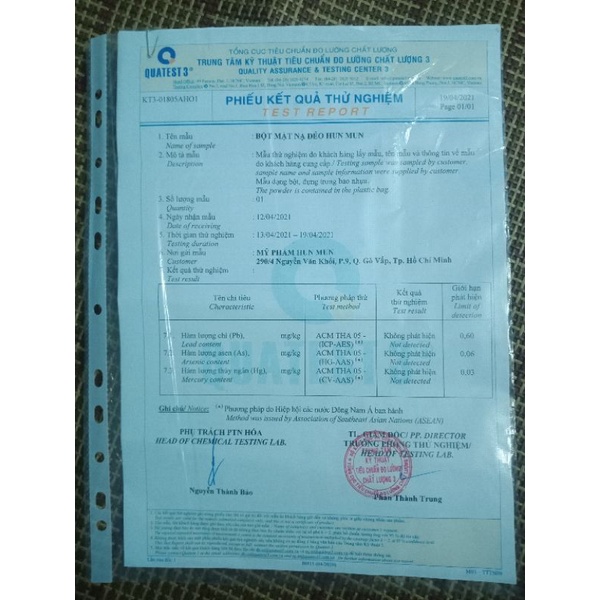 TỔNG CỤC TIÊU CHUẨN ĐO LƯỜNG CHẤT LƯỢNG
TRUNG TÂM KỸ THUẬT TIÊU CHUẨN ĐO LƯỜNG CHẤT LƯỢNG 3
QUALITY ASSURANCE & TESTING CENTER 3
QUATEST 3®
KT3-01805AHO1
PHIẾU KẾT QUẢ THỬ NGHIỆM
TEST REPORT
19/04/2021
Page 01/01
1. Tên mẫu : BỘT MẶT NẠ DẺO HUN MUN
Name of sample
2. Mô tả mẫu : Mẫu thử nghiệm do khách hàng lấy mẫu, tên mẫu và thông tin về mẫu
Description do khách hàng cung cấp./ Testing sample was sampled by customer,
sample name and sample information were supplied by customer
Mẫu dạng bột, đựng trong bao nhựa.
The powder is contained in the plastic bag.
3. Số lượng mẫu : 01
Quantity
4. Ngày nhận mẫu : 12/04/2021
Date of receiving
5. Thời gian thử nghiệm : 13/04/2021 – 19/04/2021
Testing duration
Nơi gửi mẫu : MỸ PHẨM HUN MUN
Customer 290/4 Nguyễn Văn Khối, P.9, Q. Gò Vấp, Tp. Hồ Chí Minh
Kết quả thử nghiệm
Test result
Tên chỉ tiêu
Characteristic
Phương pháp thử
Test method
Kết quả
thử nghiệm
Test result
Giới hạn
phát hiện
Limit of
detection
Hàm lượng chì (Pb), mg/kg ACM THA 05 - Không phát hiện 0,60
Lead content (ICP-AES) (*) Not detected
7.2. Hàm lượng asen (As), mg/kg ACM THA 05 - Không phát hiện 0,06
Arsenic content (HG-AAS) (*) Not detected
7.3. Hàm lượng thủy ngân (Hg), mg/kg ACM THA 05 - Không phát hiện 0,03
Mercury content (CV-AAS) (*) Not detected
Ghi chú/ Notice: (*) Phương pháp do Hiệp hội các nước Đông Nam Á ban hành
Method was issued by Association of Southeast Asian Nations (ASEAN)
PHỤ TRÁCH PTN HÓA
HEAD OF CHEMICAL TESTING LAB.
TL. GIÁM ĐỐC/ PP. DIRECTOR
TRƯỞNG PHÒNG THỬ NGHIỆM/
HEAD OF TESTING LAB.
KỸ THUẬT
TIÊU CHUẨN ĐO LƯỜNG
CHẤT LƯỢNG 3
Nguyễn Thành Bảo
Phan Thành Trung